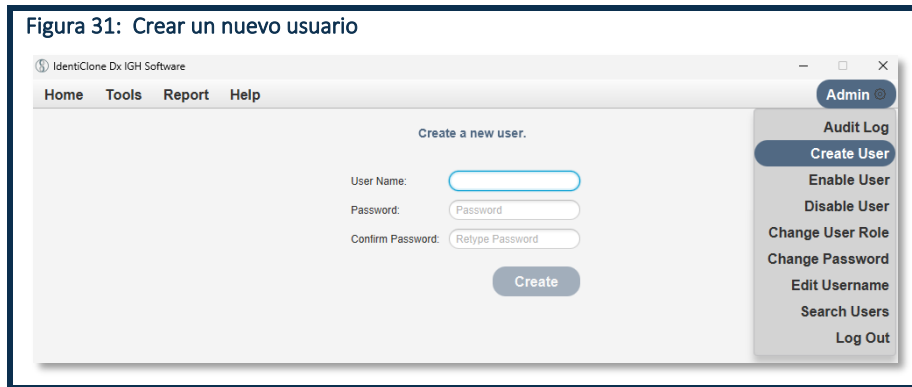 Figura 31: Crear un nuevo usuario
IdentiClone Dx IGH Software
Home Tools Report Help Admin
Create a new user.
User Name:
Password: Password
Confirm Password: Retype Password
Create
Audit Log
Create User
Enable User
Disable User
Change User Role
Change Password
Edit Username
Search Users
Log Out